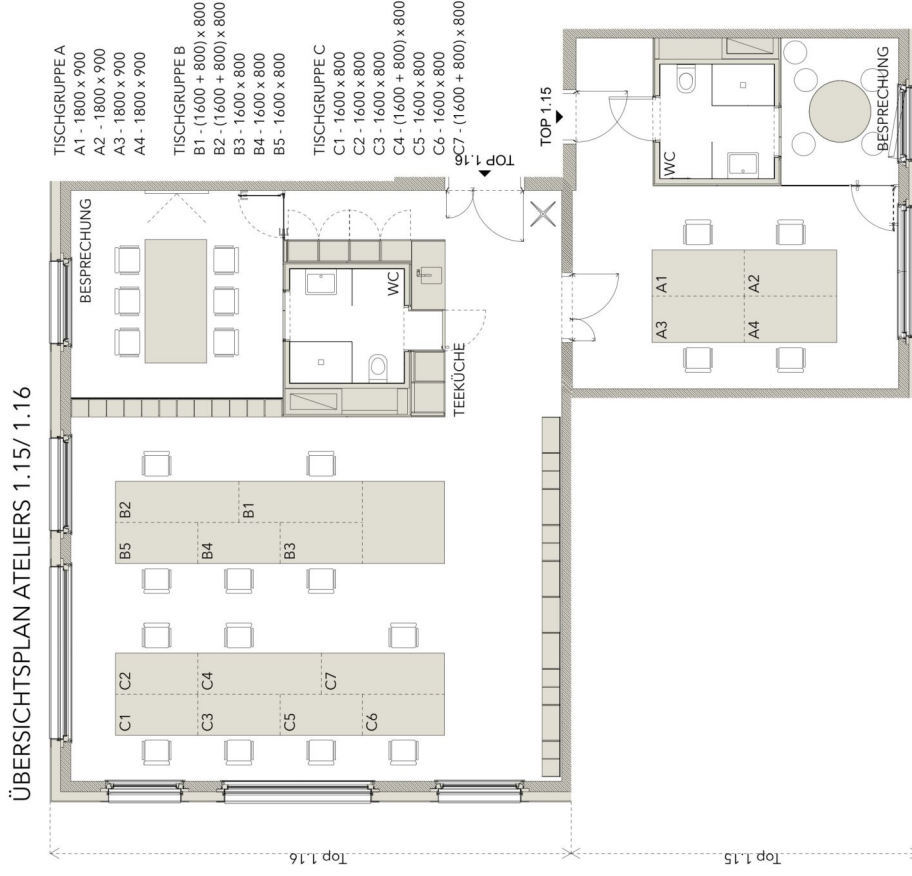 ÜBERSICHTSPLAN ATELIERS 1.15/ 1.16
TISCHGRUPPE A
A1 - 1800 x 900
A2 - 1800 x 900
A3 - 1800 x 900
A4 - 1800 x 900
TISCHGRUPPE B
B1 - (1600 + 800) x 800
B2 - (1600 + 800) x 800
B3 - 1600 x 800
B4 - 1600 x 800
B5 - 1600 x 800
TISCHGRUPPE C
C1 - 1600 x 800
C2 - 1600 x 800
C3 - 1600 x 800
C4 - (1600 + 800) x 800
C5 - 1600 x 800
C6 - 1600 x 800
C7 - (1600 + 800) x 800
BESPRECHUNG
WC
TEEKÜCHE
TOP 1.16
B2
B1
B5
B4
B3
C2
C4
C7
C1
C3
C5
C6
TOP 1.15
WC
BESPRECHUNG
A1
A2
A3
A4
Top 1.16
Top 1.15